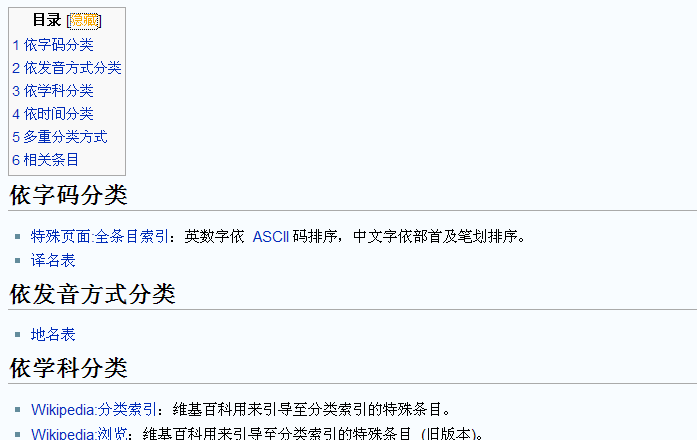 目录 [隐藏]
1 依字码分类
2 依发音方式分类
3 依学科分类
4 依时间分类
5 多重分类方式
6 相关条目
依字码分类
特殊页面:全条目索引：英数字依 ASCII 码排序，中文字依部首及笔划排序。
译名表
依发音方式分类
地名表
依学科分类
Wikipedia:分类索引：维基百科用来引导至分类索引的特殊条目。
Wikipedia:浏览：维基百科用来引导至分类索引的特殊条目 (旧版本)。